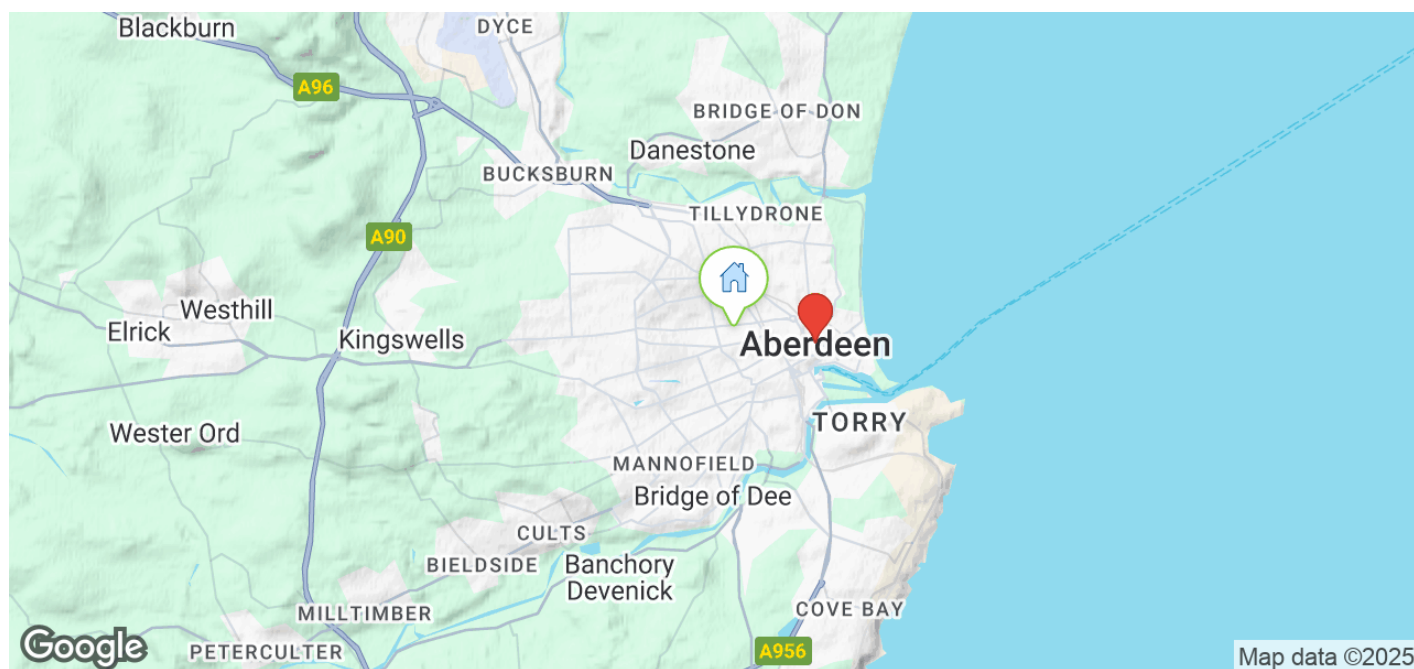 Blackburn
DYCE
A96
BRIDGE OF DON
Danestone
BUCKSBURN
TILLYDRONE
A90
Westhill
Elrick
Kingswells
Aberdeen
TORRY
Wester Ord
MANNOFIELD
Bridge of Dee
CULTS
BIELDSIDE
Banchory
Devenick
MILLTIMBER
COVE BAY
PETERCULTER
A956
Google
Map data ©2025